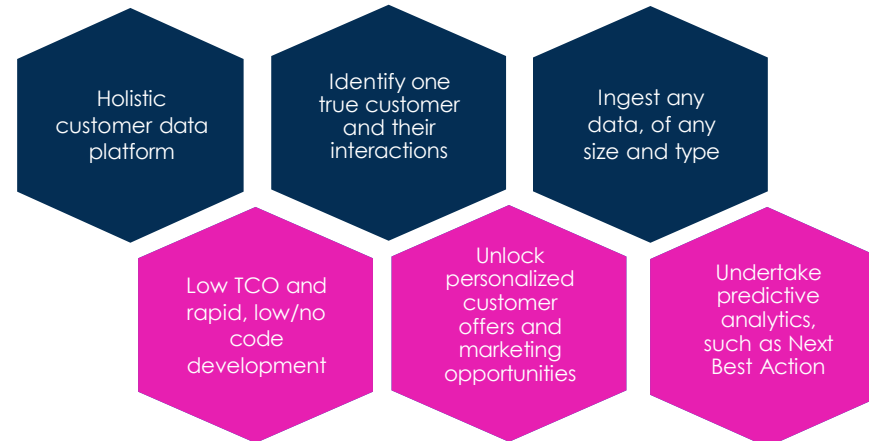 Holistic
customer data
platform
Identify one
true customer
and their
interactions
Ingest any
data, of any
size and type
Low TCO and
rapid, low/no
code
development
Unlock
personalized
customer
offers and
marketing
opportunities
Undertake
predictive
analytics,
such as Next
Best Action